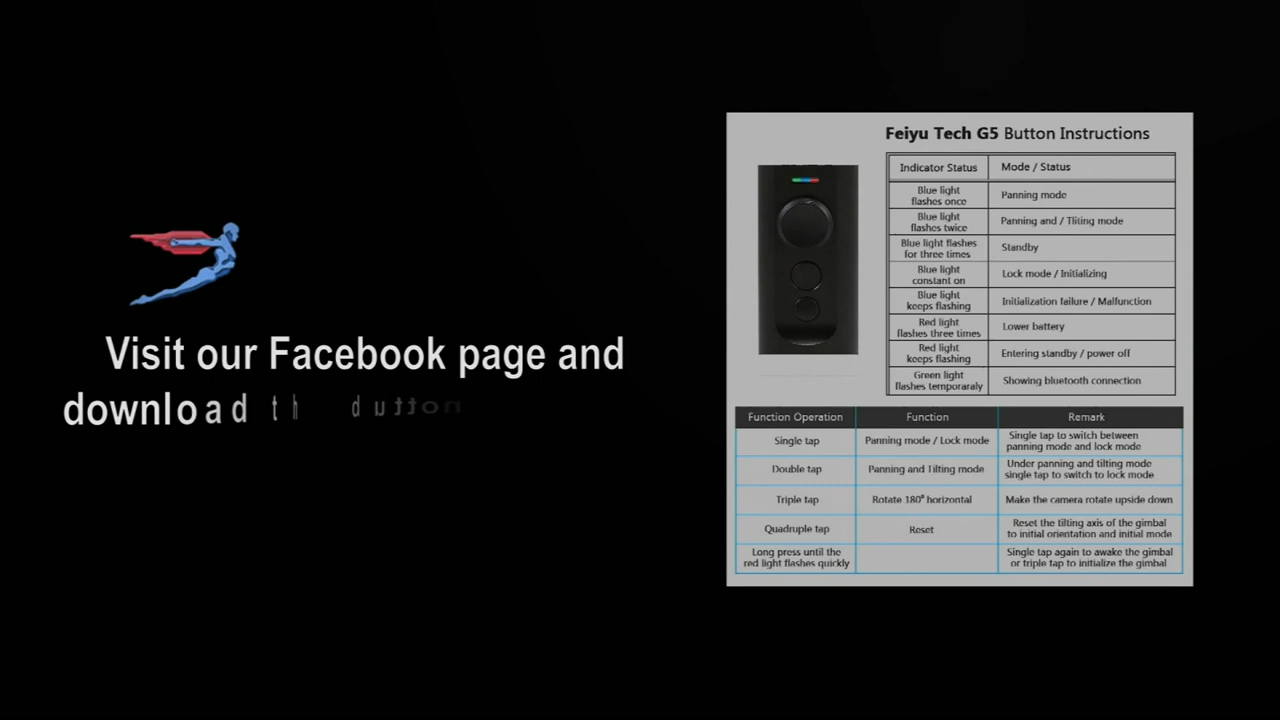 Visit our Facebook page and
download
Feiyu Tech G5 Button Instructions
Indicator Status Mode / Status
Blue light
flashes once
Panning mode
Blue light
flashes twice
Panning and / Tliting mode
Blue light flashes
for three times
Standby
Blue light
constant on
Lock mode / Initializing
Blue light
keeps flashing
Initialization failure / Malfunction
Red light
flashes three times
Lower battery
Red light
keeps flashing
Entering standby / power off
Green light
flashes temporaraly
Showing bluetooth connection
Function Operation Function Remark
Single tap
Panning mode / Lock mode
Single tap to switch between
panning mode and lock mode
Double tap
Panning and Tilting mode
Under panning and tilting mode
single tap to switch to lock mode
Triple tap
Rotate 180° horizontal
Make the camera rotate upside down
Quadruple tap
Reset
Reset the tilting axis of the gimbal
to initial orientation and initial mode
Long press until the
red light flashes quickly
Single tap again to awake the gimbal
or triple tap to initialize the gimbal